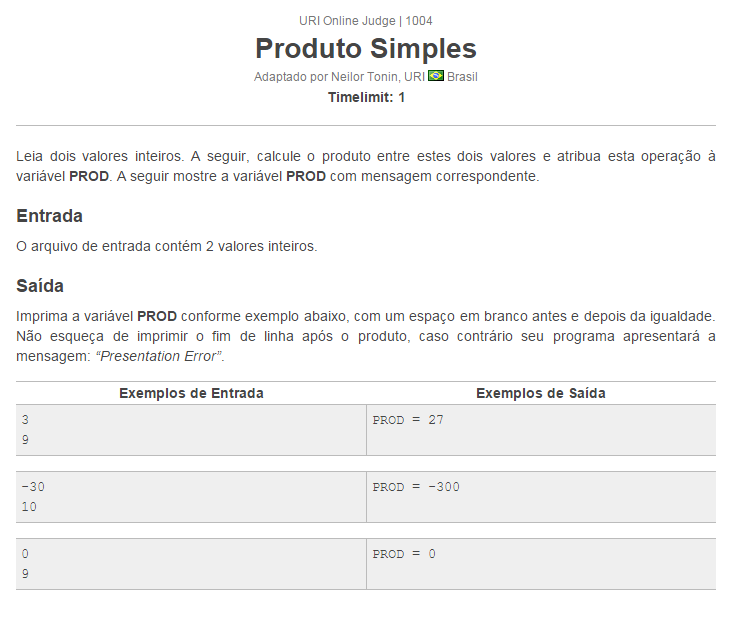 URI Online Judge | 1004
Produto Simples
Adaptado por Neilor Tonin, URI Brasil
Timelimit: 1
Leia dois valores inteiros. A seguir, calcule o produto entre estes dois valores e atribua esta operação à
variável PROD. A seguir mostre a variável PROD com mensagem correspondente.
Entrada
O arquivo de entrada contém 2 valores inteiros.
Saída
Imprima a variável PROD conforme exemplo abaixo, com um espaço em branco antes e depois da igualdade.
Não esqueça de imprimir o fim de linha após o produto, caso contrário seu programa apresentará a
mensagem: “Presentation Error”.
Exemplos de Entrada Exemplos de Saída
3 PROD = 27
9
-30 PROD = -300
10
0 PROD = 0
9